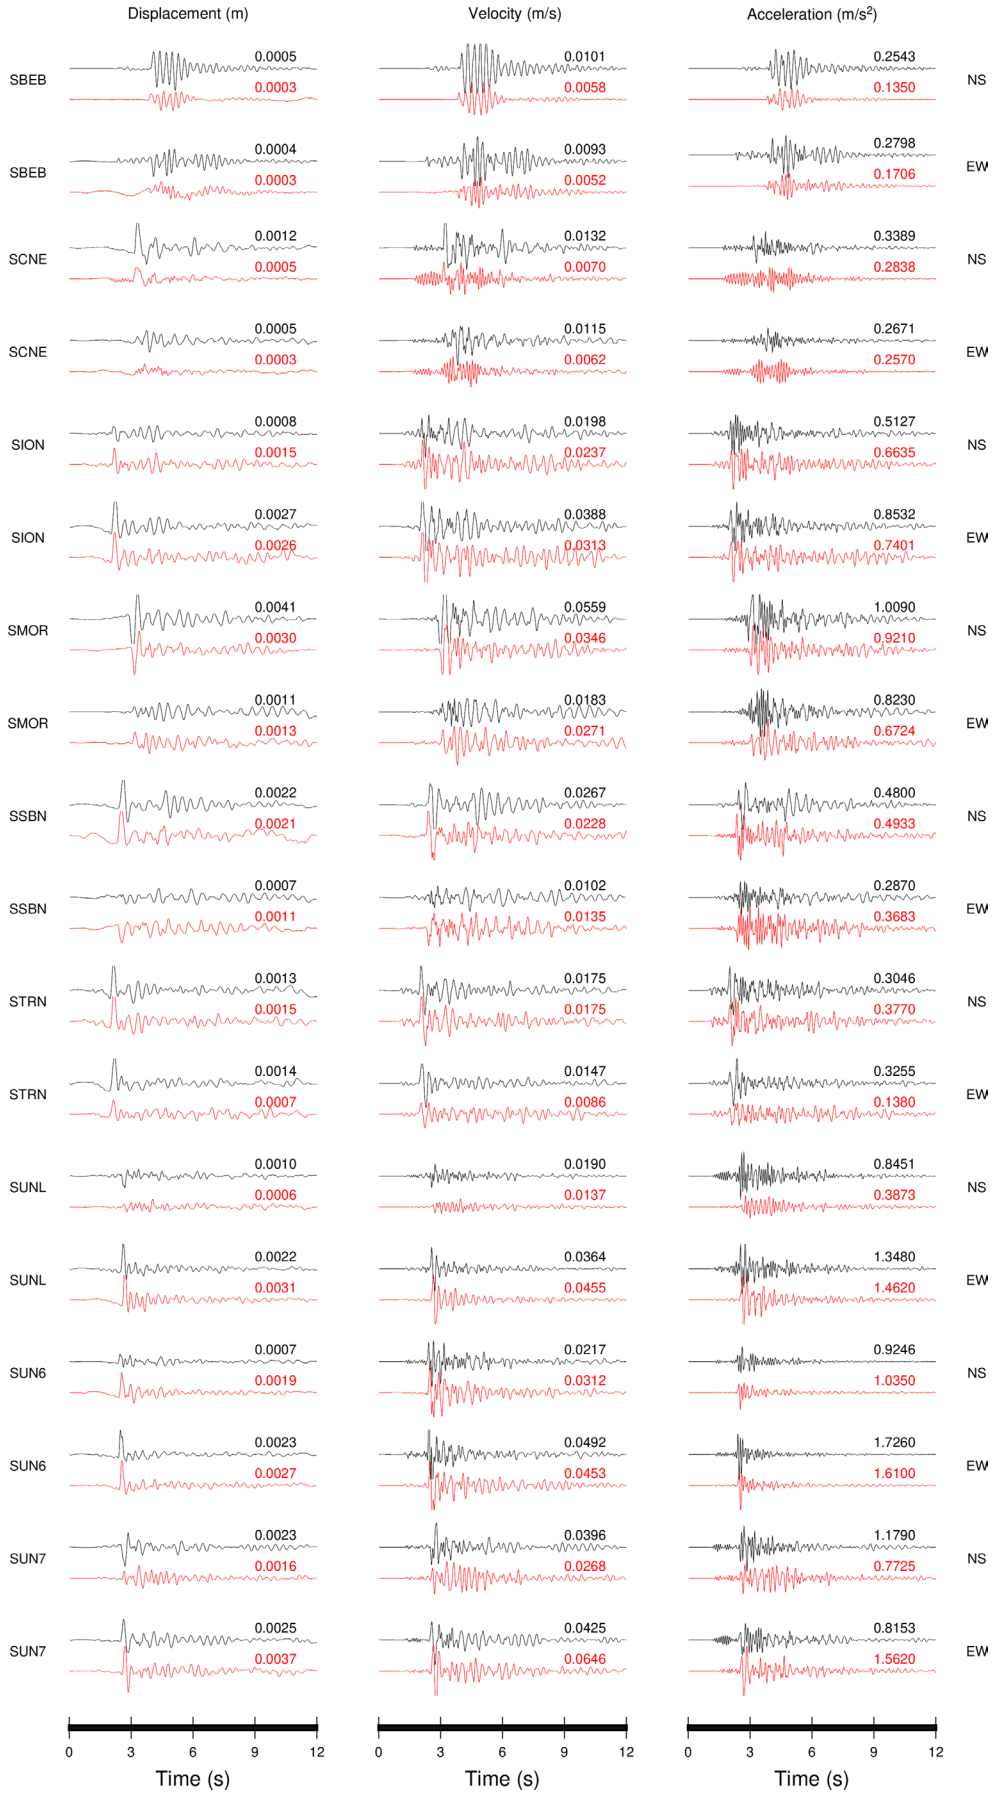 Displacement (m) Velocity (m/s) Acceleration (m/s²)
0.0005 0.0101 0.2543
SBEB NS
0.0003 0.0058 0.1350
0.0004 0.0093 0.2798
SBEB EW
0.0003 0.0052 0.1706
0.0012 0.0132 0.3389
SCNE NS
0.0005 0.0070 0.2838
0.0005 0.0115 0.2671
SCNE EW
0.0003 0.0062 0.2570
0.0008 0.0198 0.5127
SION NS
0.0015 0.0237 0.6635
0.0027 0.0388 0.8532
SION EW
0.0026 0.0313 0.7401
0.0041 0.0559 1.0090
SMOR NS
0.0030 0.0346 0.9210
0.0011 0.0183 0.8230
SMOR EW
0.0013 0.0271 0.6724
0.0022 0.0267 0.4800
SSBN NS
0.0021 0.0228 0.4933
0.0007 0.0102 0.2870
SSBN EW
0.0011 0.0135 0.3683
0.0013 0.0175 0.3046
STRN NS
0.0015 0.0175 0.3770
0.0014 0.0147 0.3255
STRN EW
0.0007 0.0086 0.1380
0.0010 0.0190 0.8451
SUNL NS
0.0006 0.0137 0.3873
0.0022 0.0364 1.3480
SUNL EW
0.0031 0.0455 1.4620
0.0007 0.0217 0.9246
SUN6 NS
0.0019 0.0312 1.0350
0.0023 0.0492 1.7260
SUN6 EW
0.0027 0.0453 1.6100
0.0023 0.0396 1.1790
SUN7 NS
0.0016 0.0268 0.7725
0.0025 0.0425 0.8153
SUN7 EW
0.0037 0.0646 1.5620
0 3 6 9 12 0 3 6 9 12 0 3 6 9 12
Time (s) Time (s) Time (s)